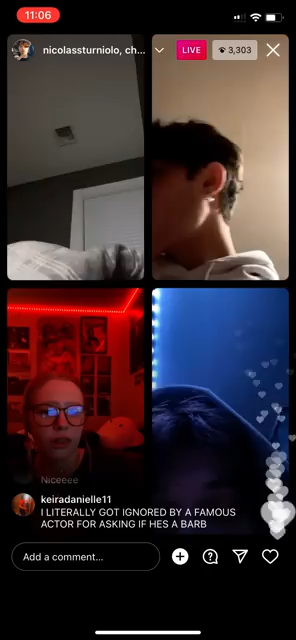 11:06
nicolassturniolo, ch...
LIVE
3,303
Niceeee
keiradanielle11
I LITERALLY GOT IGNORED BY A FAMOUS
ACTOR FOR ASKING IF HES A BARB
Add a comment...